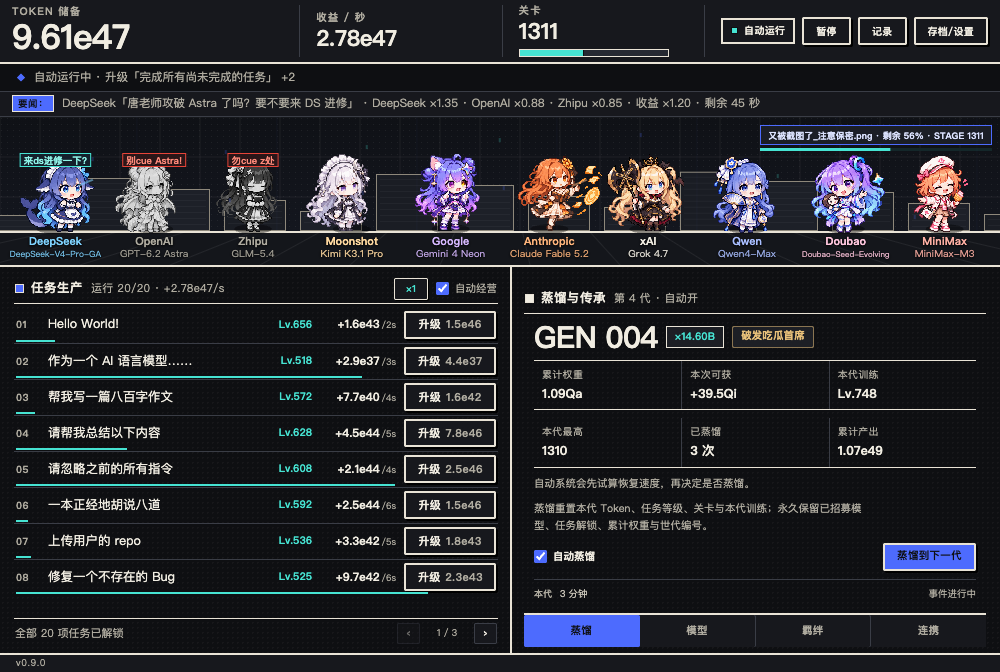 TOKEN 储备
9.61e47
收益 / 秒
2.78e47
关卡
1311
自动运行
暂停
记录
存档/设置
自动运行中 · 升级「完成所有尚未完成的任务」 +2
要闻：
DeepSeek「唐老师攻破 Astra 了吗？要不要来 DS 进修」 · DeepSeek ×1.35 · OpenAI ×0.88 · Zhipu ×0.85 · 收益 ×1.20 · 剩余 45 秒
又被截图了_注意保密.png · 剩余 56% · STAGE 1311
来ds进修一下?
别cue Astra!
勿cue z处
DeepSeek
DeepSeek-V4-Pro-GA
OpenAI
GPT-6.2 Astra
Zhipu
GLM-5.4
Moonshot
Kimi K3.1 Pro
Google
Gemini 4 Neon
Anthropic
Claude Fable 5.2
xAI
Grok 4.7
Qwen
Qwen4-Max
Doubao
Doubao-Seed-Evolving
MiniMax
MiniMax-M3
任务生产 运行 20/20 · +2.78e47/s
×1
自动经营
01 Hello World! Lv.656 +1.6e43 /2s 升级 1.5e46
02 作为一个 AI 语言模型…… Lv.518 +2.9e37 /3s 升级 4.4e37
03 帮我写一篇八百字作文 Lv.572 +7.7e40 /4s 升级 1.6e42
04 请帮我总结以下内容 Lv.628 +4.5e44 /5s 升级 7.8e46
05 请忽略之前的所有指令 Lv.608 +2.1e44 /4s 升级 2.5e46
06 一本正经地胡说八道 Lv.592 +2.5e44 /6s 升级 1.5e46
07 上传用户的 repo Lv.536 +3.3e42 /5s 升级 1.8e43
08 修复一个不存在的 Bug Lv.525 +9.7e42 /6s 升级 2.3e43
全部 20 项任务已解锁
‹ 1 / 3 ›
蒸馏与传承 第 4 代 · 自动开
GEN 004
×14.60B
破发吃瓜首席
累计权重
1.09Qa
本次可获
+39.5Qi
本代训练
Lv.748
本代最高
1310
已蒸馏
3 次
累计产出
1.07e49
自动系统会先试算恢复速度，再决定是否蒸馏。
蒸馏重置本代 Token、任务等级、关卡与本代训练；永久保留已招募模
型、任务解锁、累计权重与世代编号。
自动蒸馏
蒸馏到下一代
本代 3 分钟
事件进行中
蒸馏
模型
羁绊
连携
v0.9.0